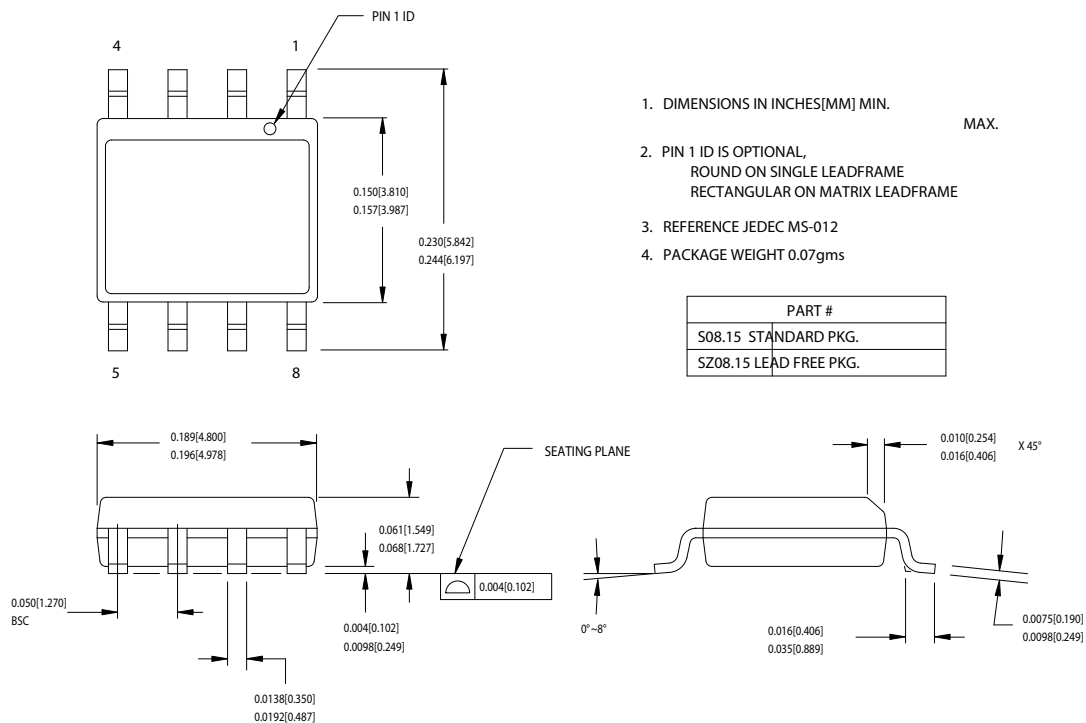 PIN 1 ID
4
1
0.150[3.810]
0.157[3.987]
0.230[5.842]
0.244[6.197]
5
8
1. DIMENSIONS IN INCHES[MM] MIN.
MAX.
2. PIN 1 ID IS OPTIONAL,
ROUND ON SINGLE LEADFRAME
RECTANGULAR ON MATRIX LEADFRAME
3. REFERENCE JEDEC MS-012
4. PACKAGE WEIGHT 0.07gms
PART #
S08.15 STANDARD PKG.
SZ08.15 LEAD FREE PKG.
0.189[4.800]
0.196[4.978]
SEATING PLANE
0.061[1.549]
0.068[1.727]
0.004[0.102]
0.050[1.270]
BSC
0.004[0.102]
0.0098[0.249]
0.0138[0.350]
0.0192[0.487]
0.010[0.254]
0.016[0.406]
X 45°
0°~8°
0.016[0.406]
0.035[0.889]
0.0075[0.190]
0.0098[0.249]